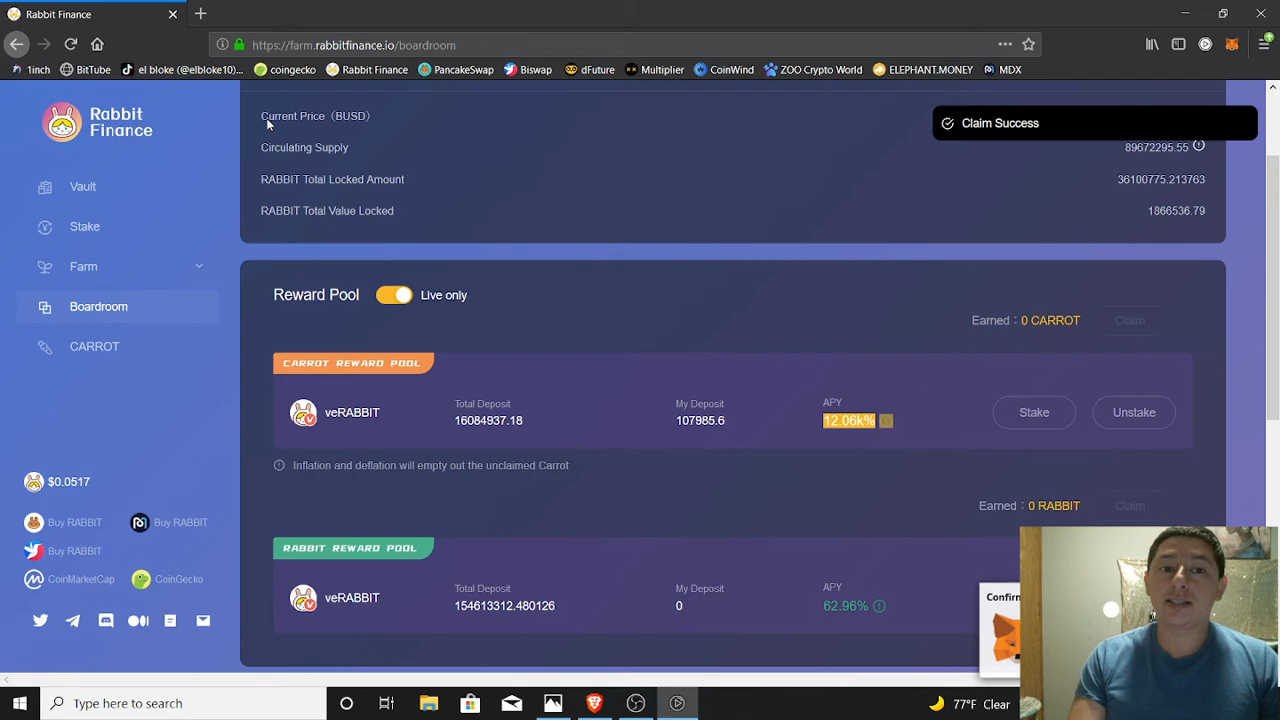 Rabbit Finance
https://farm.rabbitfinance.io/boardroom
1inch
BitTube
el bloke (@elbloke10)...
coingecko
Rabbit Finance
PancakeSwap
Biswap
dFuture
Multiplier
CoinWind
ZOO Crypto World
ELEPHANT.MONEY
MDX
Rabbit
Finance
Vault
Stake
Farm
Boardroom
CARROT
$0.0517
Buy RABBIT
Buy RABBIT
Buy RABBIT
CoinMarketCap
CoinGecko
Current Price（BUSD）
Claim Success
Circulating Supply
89672295.55
RABBIT Total Locked Amount
36100775.213763
RABBIT Total Value Locked
1866536.79
Reward Pool
Live only
Earned：0 CARROT
Claim
CARROT REWARD POOL
veRABBIT
Total Deposit
16084937.18
My Deposit
107985.6
APY
12.06k%
Stake
Unstake
Inflation and deflation will empty out the unclaimed Carrot
Earned：0 RABBIT
Claim
RABBIT REWARD POOL
veRABBIT
Total Deposit
154613312.480126
My Deposit
0
APY
62.96%
Confirm
Type here to search
77°F Clear